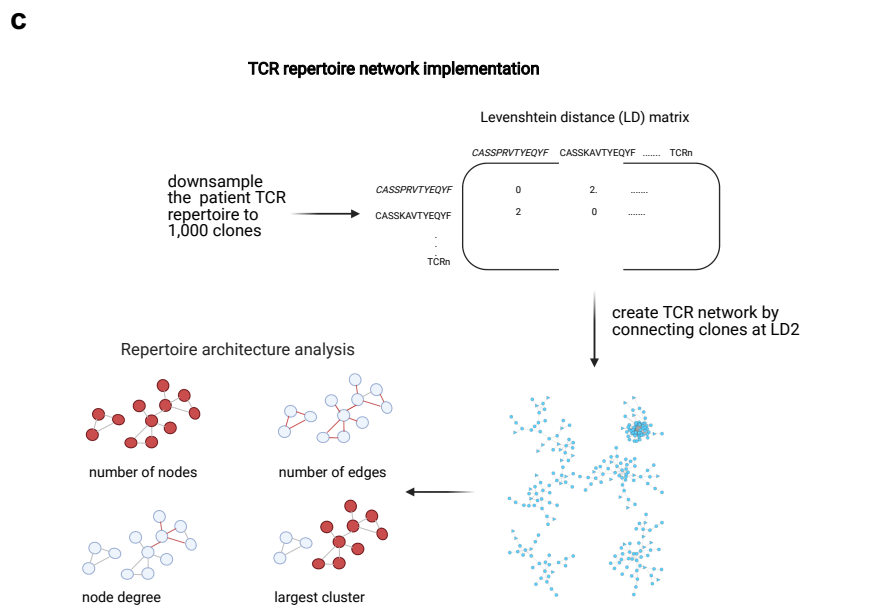 c
TCR repertoire network implementation
Levenshtein distance (LD) matrix
CASSPRVTYEQYF CASSKAVTYEQYF ....... TCRn
downsample
the patient TCR
repertoire to
1,000 clones
CASSPRVTYEQYF 0 2. .......
CASSKAVTYEQYF 2 0 .......
.
.
.
TCRn
create TCR network by
connecting clones at LD2
Repertoire architecture analysis
number of nodes
number of edges
node degree
largest cluster